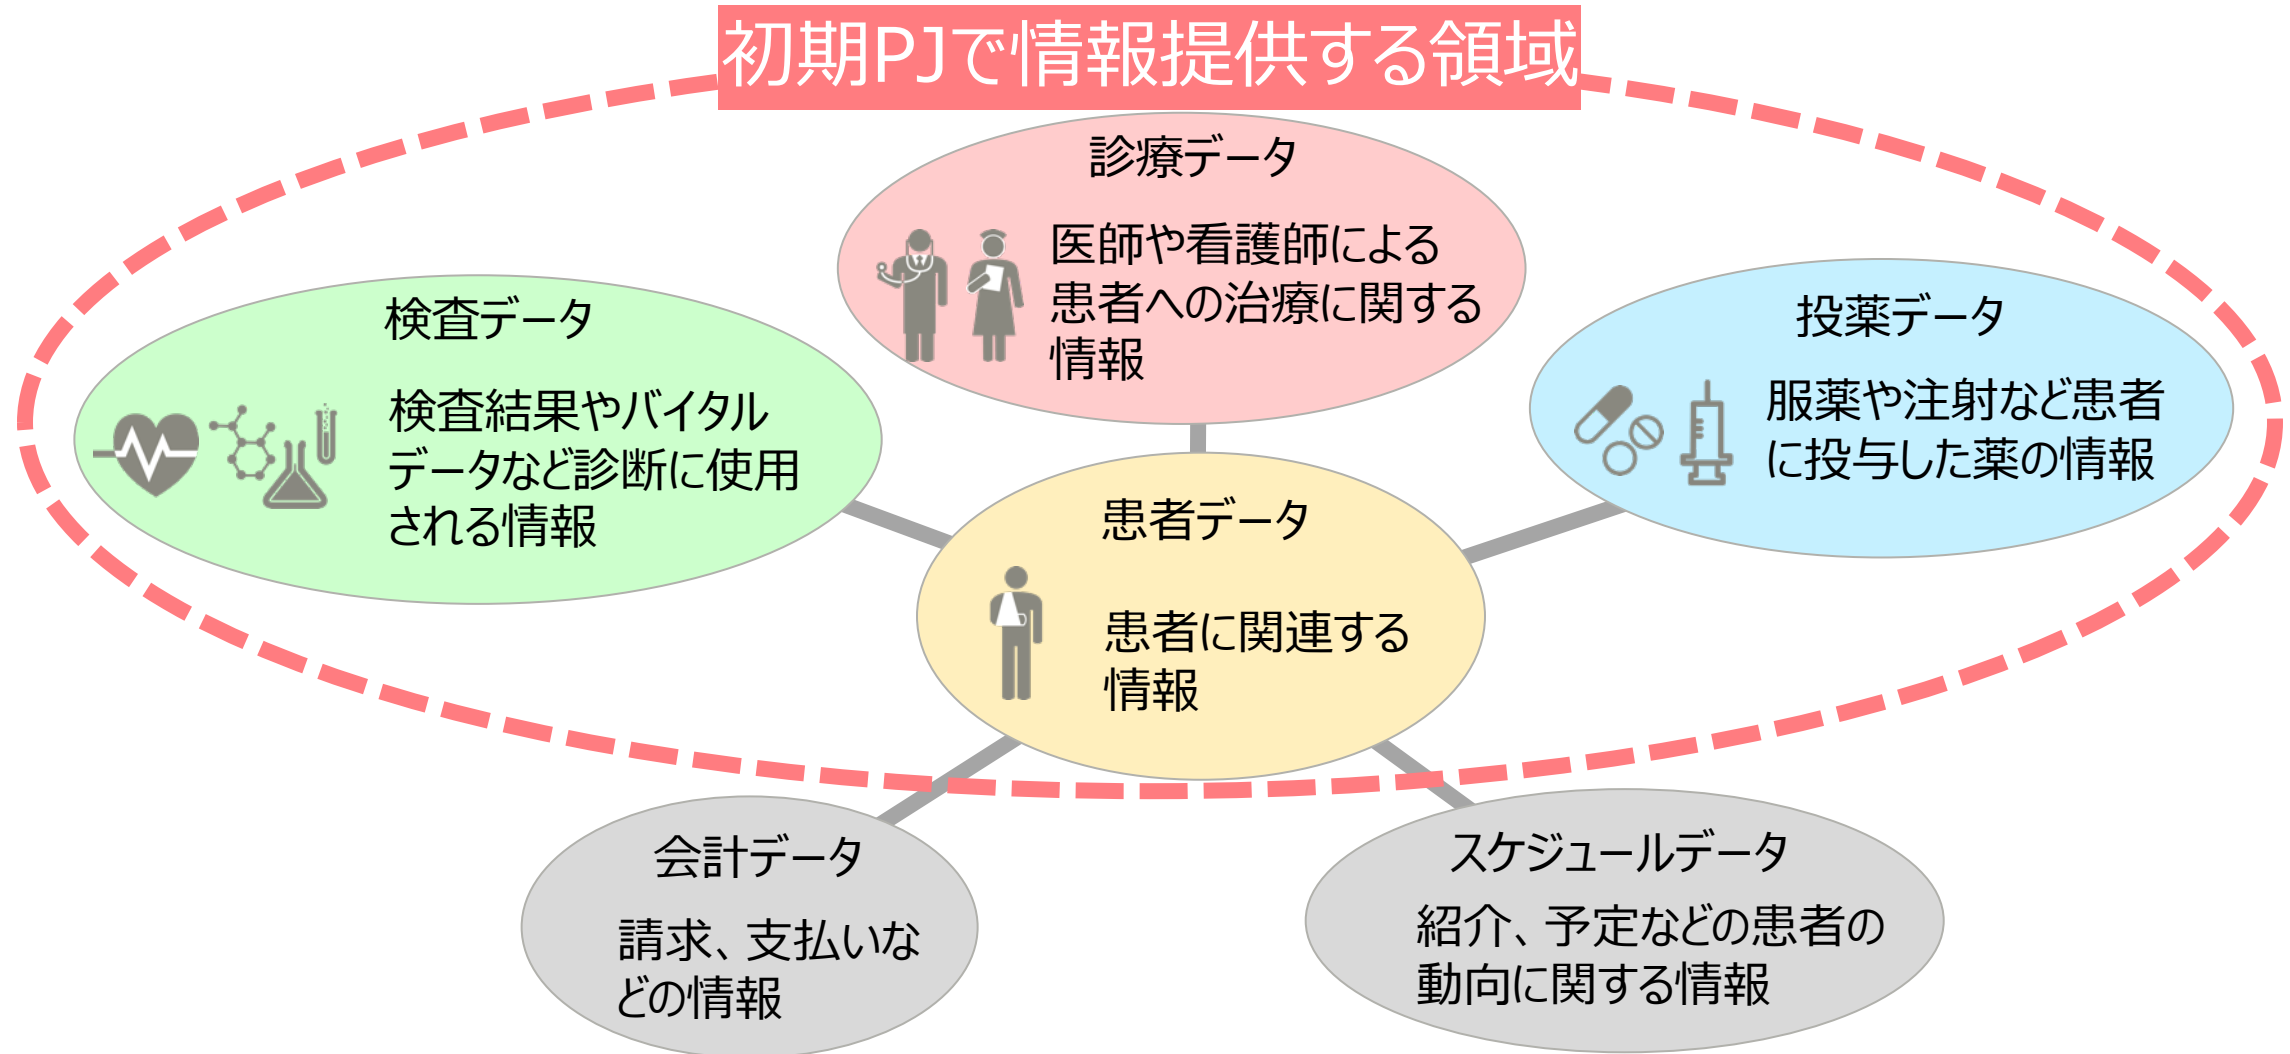 初期PJで情報提供する領域
診療データ
医師や看護師による
患者への治療に関する
情報
検査データ
検査結果やバイタル
データなど診断に使用
される情報
投薬データ
服薬や注射など患者
に投与した薬の情報
患者データ
患者に関連する
情報
会計データ
請求、支払いな
どの情報
スケジュールデータ
紹介、予定などの患者の
動向に関する情報